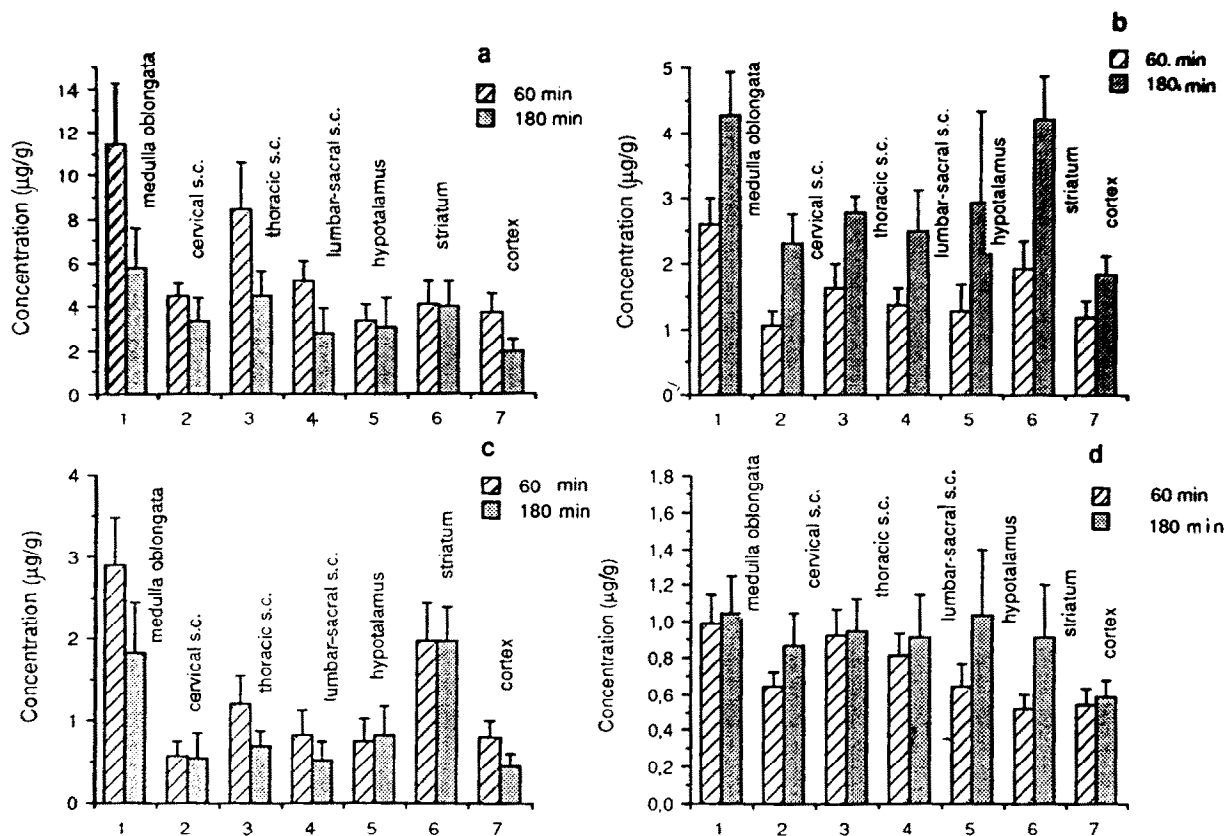 a
60 min
180 min
Concentration (µg/g)
14
12
10
8
6
4
2
0
medulla oblongata
cervical s.c.
thoracic s.c.
lumbar-sacral s.c.
hypotalamus
striatum
cortex
1 2 3 4 5 6 7
b
60. min
180. min
Concentration (µg/g)
5
4
3
2
1
0
medulla oblongata
cervical s.c.
thoracic s.c.
lumbar-sacral s.c.
hypotalamus
striatum
cortex
1 2 3 4 5 6 7
c
60 min
180 min
Concentration (µg/g)
4
3
2
1
0
medulla oblongata
cervical s.c.
thoracic s.c.
lumbar-sacral s.c.
hypotalamus
striatum
cortex
1 2 3 4 5 6 7
d
60 min
180 min
Concentration (µg/g)
1,8
1,6
1,4
1,2
1,0
0,8
0,6
0,4
0,2
0,0
medulla oblongata
cervical s.c.
thoracic s.c.
lumbar-sacral s.c.
hypotalamus
striatum
cortex
1 2 3 4 5 6 7